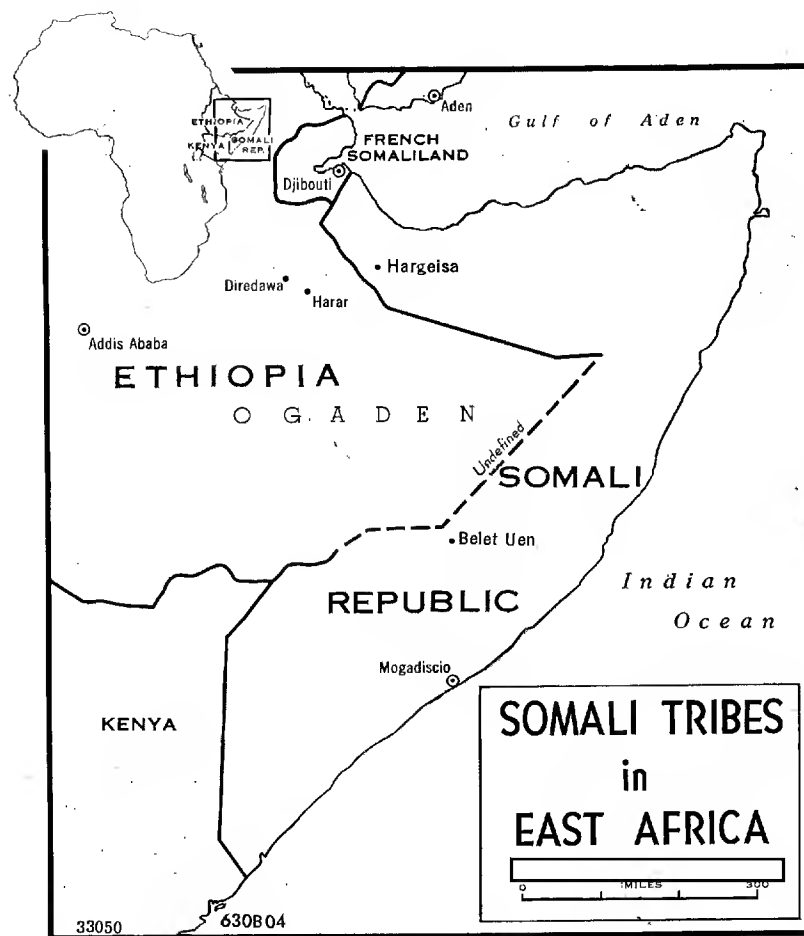 ETHIOPIA
KENYA
SOMALI
REP.
Aden
Gulf of Aden
FRENCH
SOMALILAND
Djibouti
Hargeisa
Diredawa
Harar
Addis Ababa
ETHIOPIA
OGADEN
Undefined
SOMALI
Belet Uen
REPUBLIC
Indian
Ocean
Mogadiscio
KENYA
SOMALI TRIBES
in
EAST AFRICA
0 MILES 300
33050 630B04